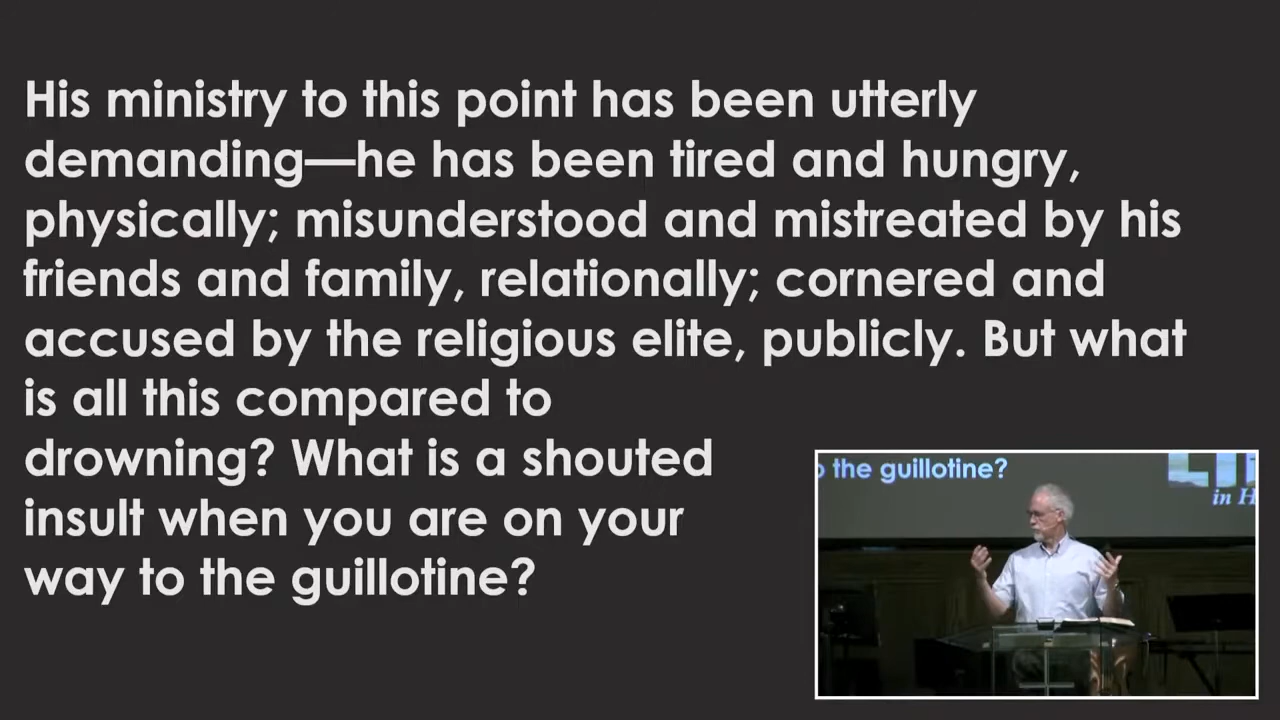 His ministry to this point has been utterly
demanding—he has been tired and hungry,
physically; misunderstood and mistreated by his
friends and family, relationally; cornered and
accused by the religious elite, publicly. But what
is all this compared to
drowning? What is a shouted
insult when you are on your
way to the guillotine?
the guillotine?
in